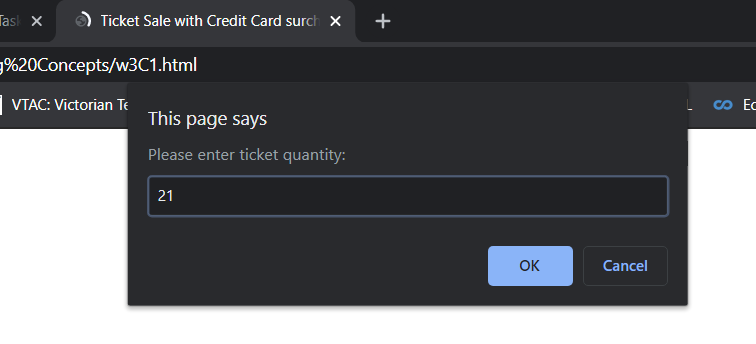 Task
Ticket Sale with Credit Card surch
g%20Concepts/w3C1.html
VTAC: Victorian Te
This page says
Please enter ticket quantity:
21
OK
Cancel